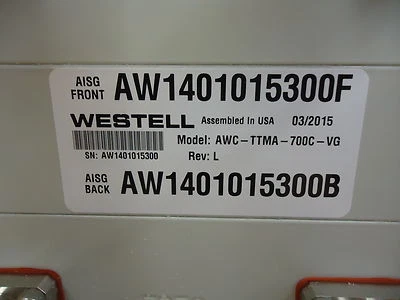 AISG FRONT AW1401015300F
WESTELL Assembled In USA 03/2015
Model: AWC-TTMA-700C-VG
SN: AW1401015300 Rev: L
AISG BACK AW1401015300B